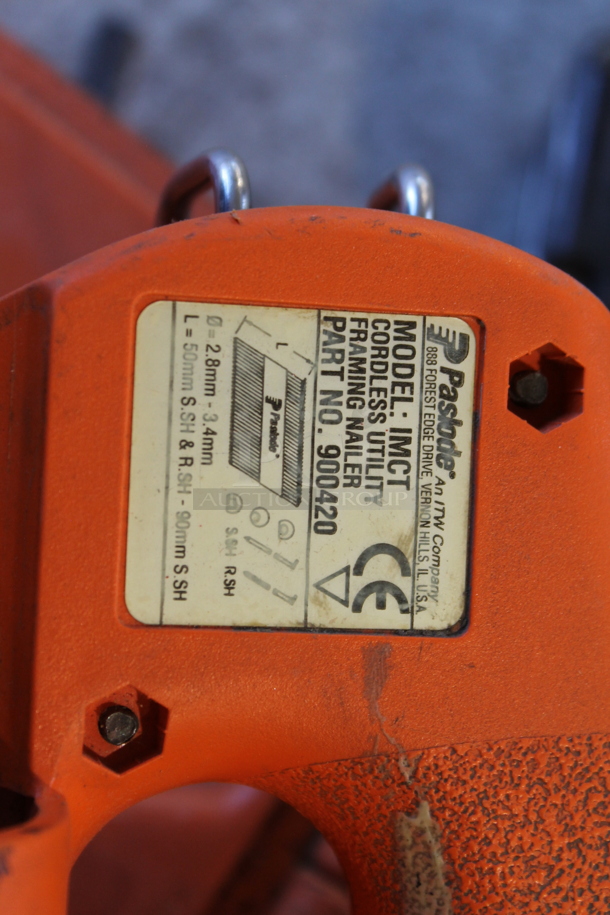 Paslode® An ITW Company
888 FOREST EDGE DRIVE, VERNON HILLS, IL. U.S.A.
MODEL: IMCT
CORDLESS UTILITY
FRAMING NAILER
PART NO. 900420
CE
L
Paslode®
S.SH R.SH
Ø = 2.8mm - 3.4mm
L = 50mm S.SH & R.SH - 90mm S.SH